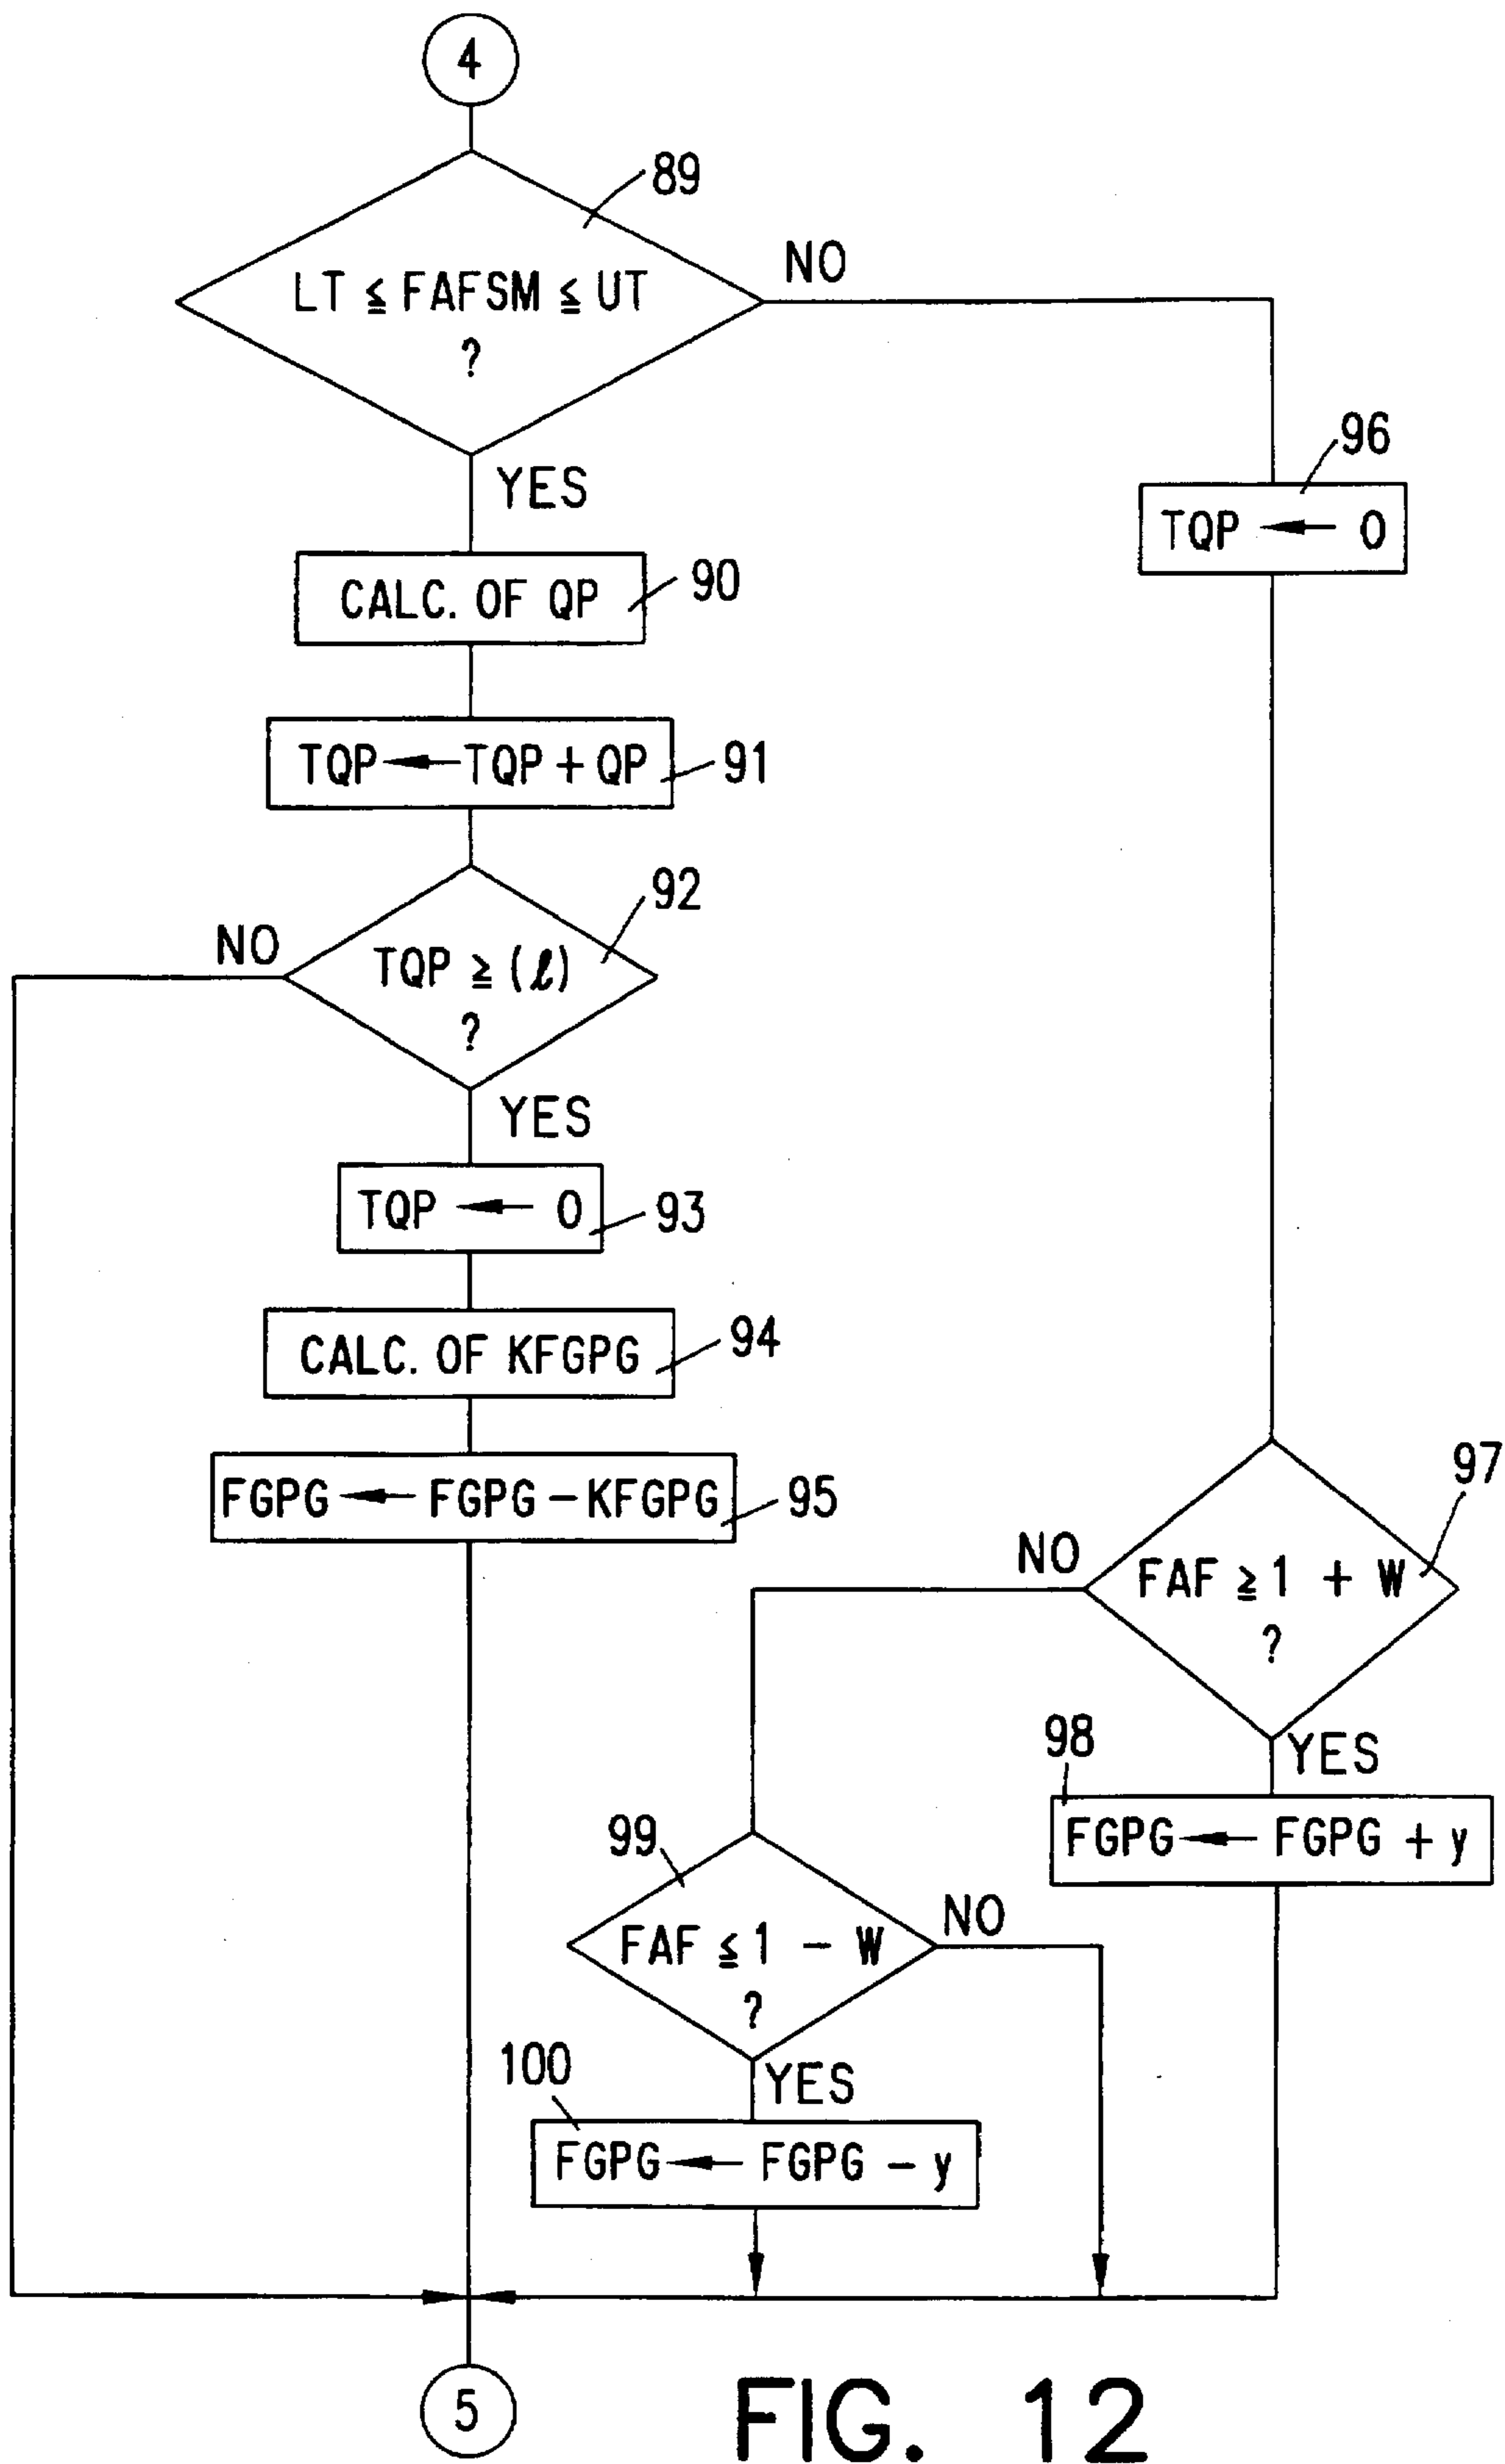 4
89
LT ≦ FAFSM ≦ UT
?
NO
YES
96
TQP ← 0
CALC. OF QP
90
TQP ← TQP + QP
91
92
NO
TQP ≧ (ℓ)
?
YES
TQP ← 0
93
CALC. OF KFGPG
94
FGPG ← FGPG – KFGPG
95
97
NO
FAF ≧ 1 + W
?
YES
98
FGPG ← FGPG + y
99
FAF ≦ 1 – W
?
NO
YES
100
FGPG ← FGPG – y
5
FIG. 12